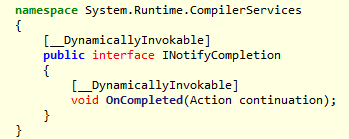 namespace System.Runtime.CompilerServices
{
    [__DynamicallyInvokable]
    public interface INotifyCompletion
    {
        [__DynamicallyInvokable]
        void OnCompleted(Action continuation);
    }
}